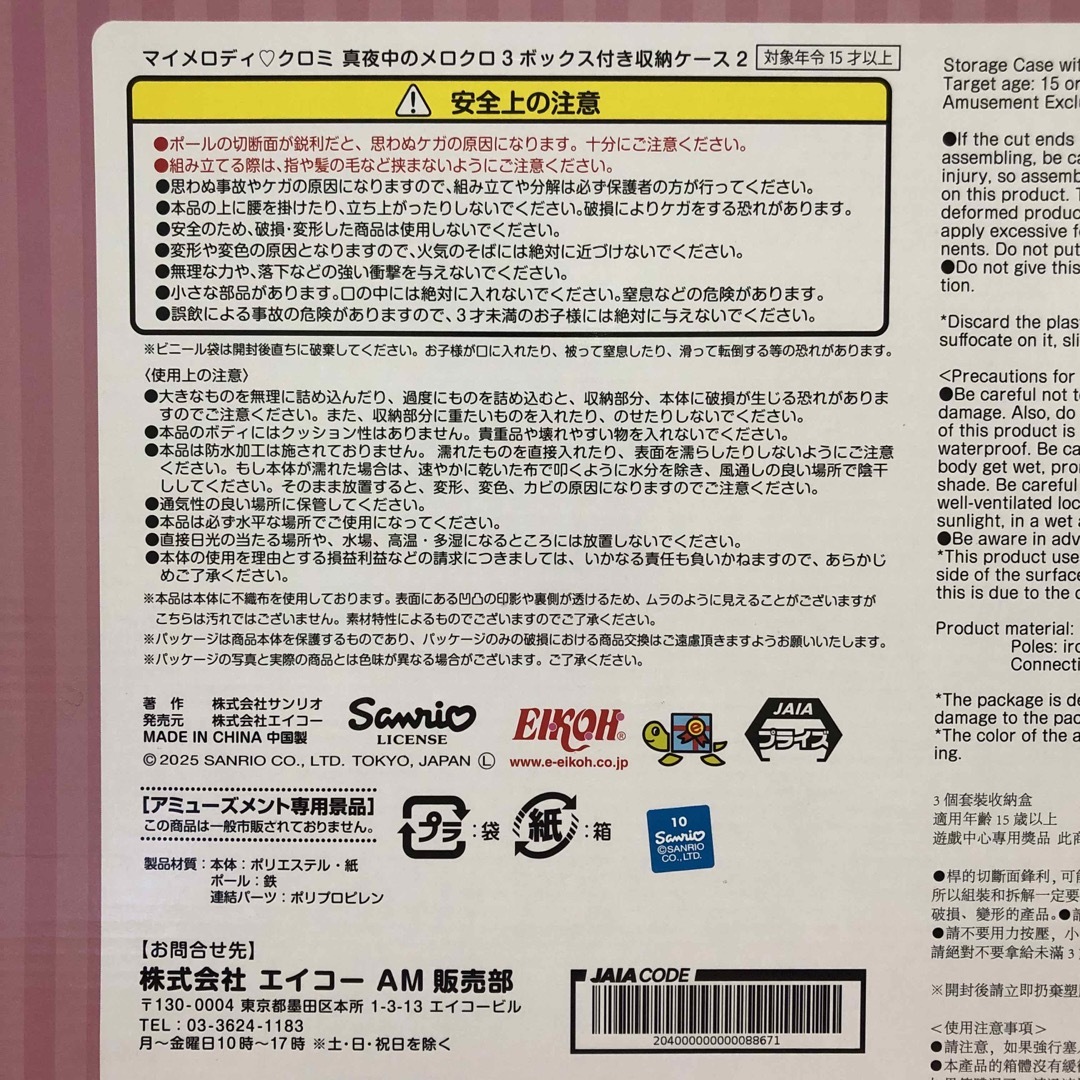 マイメロディ♡クロミ 真夜中のメロクロ3ボックス付き収納ケース2 対象年令15才以上
安全上の注意
●ポールの切断面が鋭利だと、思わぬケガの原因になります。十分にご注意ください。
●組み立てる際は、指や髪の毛など挟まないようにご注意ください。
●思わぬ事故やケガの原因になりますので、組み立てや分解は必ず保護者の方が行ってください。
●本品の上に腰を掛けたり、立ち上がったりしないでください。破損によりケガをする恐れがあります。
●安全のため、破損・変形した商品は使用しないでください。
●変形や変色の原因となりますので、火気のそばには絶対に近づけないでください。
●無理な力や、落下などの強い衝撃を与えないでください。
●小さな部品があります。口の中には絶対に入れないでください。窒息などの危険があります。
●誤飲による事故の危険がありますので、3才未満のお子様には絶対に与えないでください。
※ビニール袋は開封後直ちに破棄してください。お子様が口に入れたり、被って窒息したり、滑って転倒する等の恐れがあります。
〈使用上の注意〉
●大きなものを無理に詰め込んだり、過度にものを詰め込むと、収納部分、本体に破損が生じる恐れがありま
すのでご注意ください。また、収納部分に重たいものを入れたり、のせたりしないでください。
●本品のボディにはクッション性はありません。貴重品や壊れやすい物を入れないでください。
●本品は防水加工は施されておりません。濡れたものを直接入れたり、表面を濡らしたりしないようにご注意
ください。もし本体が濡れた場合は、速やかに乾いた布で叩くように水分を除き、風通しの良い場所で陰干
ししてください。そのまま放置すると、変形、変色、カビの原因になりますのでご注意ください。
●通気性の良い場所に保管してください。
●本品は必ず水平な場所でご使用になってください。
●直接日光の当たる場所や、水場、高温・多湿になるところには放置しないでください。
●本体の使用を理由とする損益利益などの請求につきましては、いかなる責任も負いかねますので、あらかじ
めご了承ください。
※本品は本体に不織布を使用しております。表面にある凹凸の印影や裏側が透けるため、ムラのように見えることがございますが
こちらは汚れではございません。素材特性によるものでございますのでご了承ください。
※パッケージは商品本体を保護するものであり、パッケージのみの破損における商品交換はご遠慮頂きますようお願いいたします。
※パッケージの写真と実際の商品とは色味が異なる場合がございます。ご了承ください。
著 作 株式会社サンリオ
発売元 株式会社エイコー
MADE IN CHINA 中国製
©2025 SANRIO CO., LTD. TOKYO, JAPAN Ⓛ
Sanrio
LICENSE
EIKOH®
www.e-eikoh.co.jp
e
JAIA
プライズ
【アミューズメント専用景品】
この商品は一般市販されておりません。
プラ:袋
紙:箱
10
Sanrio
©SANRIO
CO., LTD.
製品材質:本体:ポリエステル・紙
ポール:鉄
連結パーツ:ポリプロピレン
【お問合せ先】
株式会社 エイコー AM 販売部
〒130-0004 東京都墨田区本所 1-3-13 エイコービル
TEL:03-3624-1183
月〜金曜日10時〜17時 ※土・日・祝日を除く
JAIA CODE
2040000000000088671
Storage Case
Target age: 15
Amusement
●If the cut ends
assembling, be
injury, so
on this product.
deformed
apply excessive
nents. Do not put
●Do not give this
tion.
*Discard the
suffocate on it,
<Precautions for
●Be careful not
damage. Also, do
of this product is
waterproof. Be
body get wet,
shade. Be careful
well-ventilated
sunlight, in a wet
●Be aware in
*This product
side of the
this is due to the
Product material:
Poles:
*The package is
damage to the
*The color of the
ing.
3個套裝收納盒
適用年齡15歲以上
遊戲中心專用獎品 此
●桿的切斷面鋒利,可
所以組裝和拆解一定要
破損、變形的產品。●
●請不要用力按壓,小
請絕對不要拿給未滿3
※開封後請立即扔棄塑
<使用注意事項>
●請注意,如果強行塞
●本產品的箱體沒有